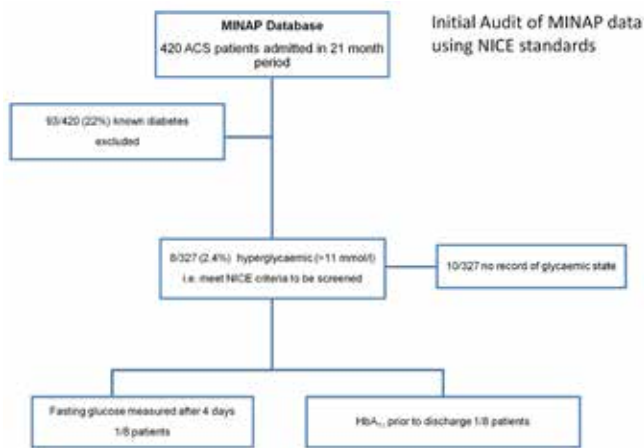 MINAP Database
420 ACS patients admitted in 21 month
period
Initial Audit of MINAP data
using NICE standards
93/420 (22%) known diabetes
excluded
8/327 (2.4%) hyperglycaemic (>11 mmol/l)
i.e. meet NICE criteria to be screened
10/327 no record of glycaemic state
Fasting glucose measured after 4 days
1/8 patients
HbA₁c prior to discharge 1/8 patients